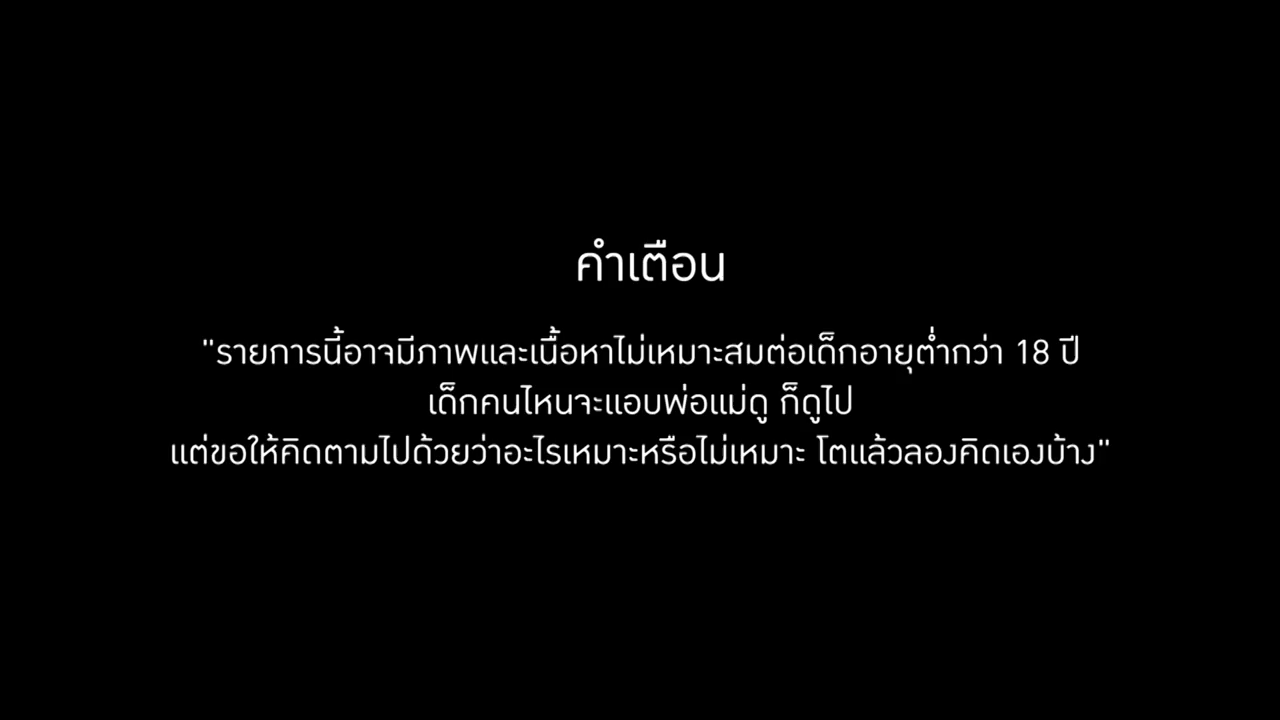 คำเตือน
"รายการนี้อาจมีภาพและเนื้อหาไม่เหมาะสมต่อเด็กอายุต่ำกว่า 18 ปี
เด็กคนไหนจะแอบพ่อแม่ดู ก็ดูไป
แต่ขอให้คิดตามไปด้วยว่าอะไรเหมาะหรือไม่เหมาะ โตแล้วลองคิดเองบ้าง"